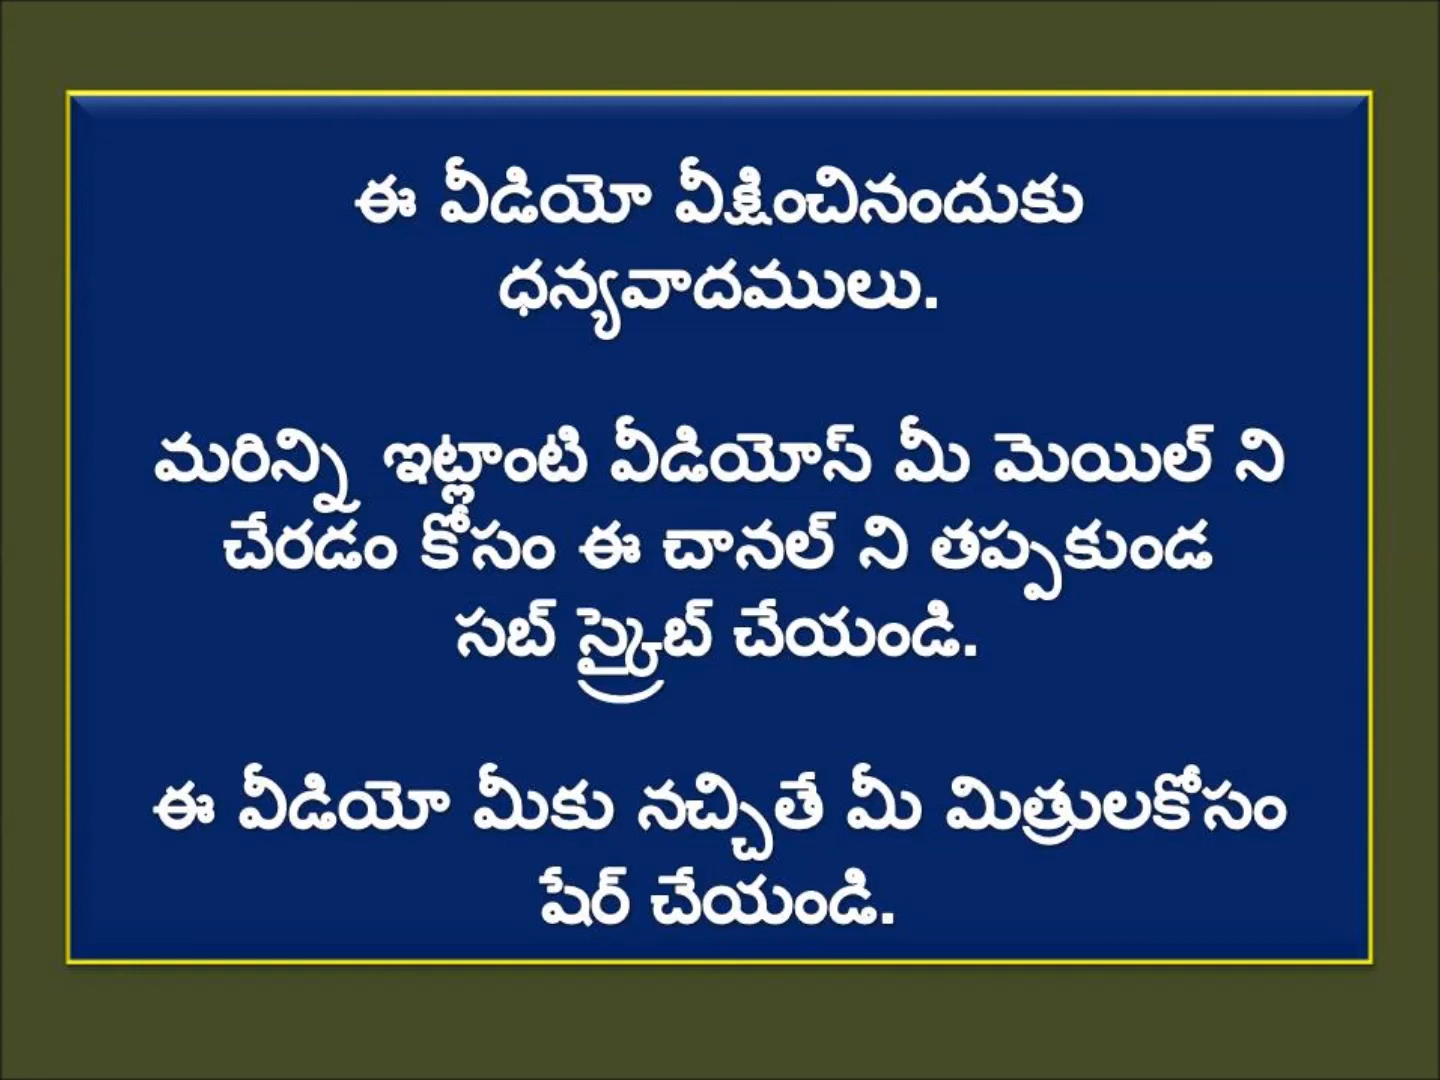 ఈ వీడియో వీక్షించినందుకు
ధన్యవాదములు.
మరిన్ని ఇట్లాంటి వీడియోస్ మీ మెయిల్ ని
చేరడం కోసం ఈ చానల్ ని తప్పకుండ
సబ్ స్క్రైబ్ చేయండి.
ఈ వీడియో మీకు నచ్చితే మీ మిత్రులకోసం
షేర్ చేయండి.